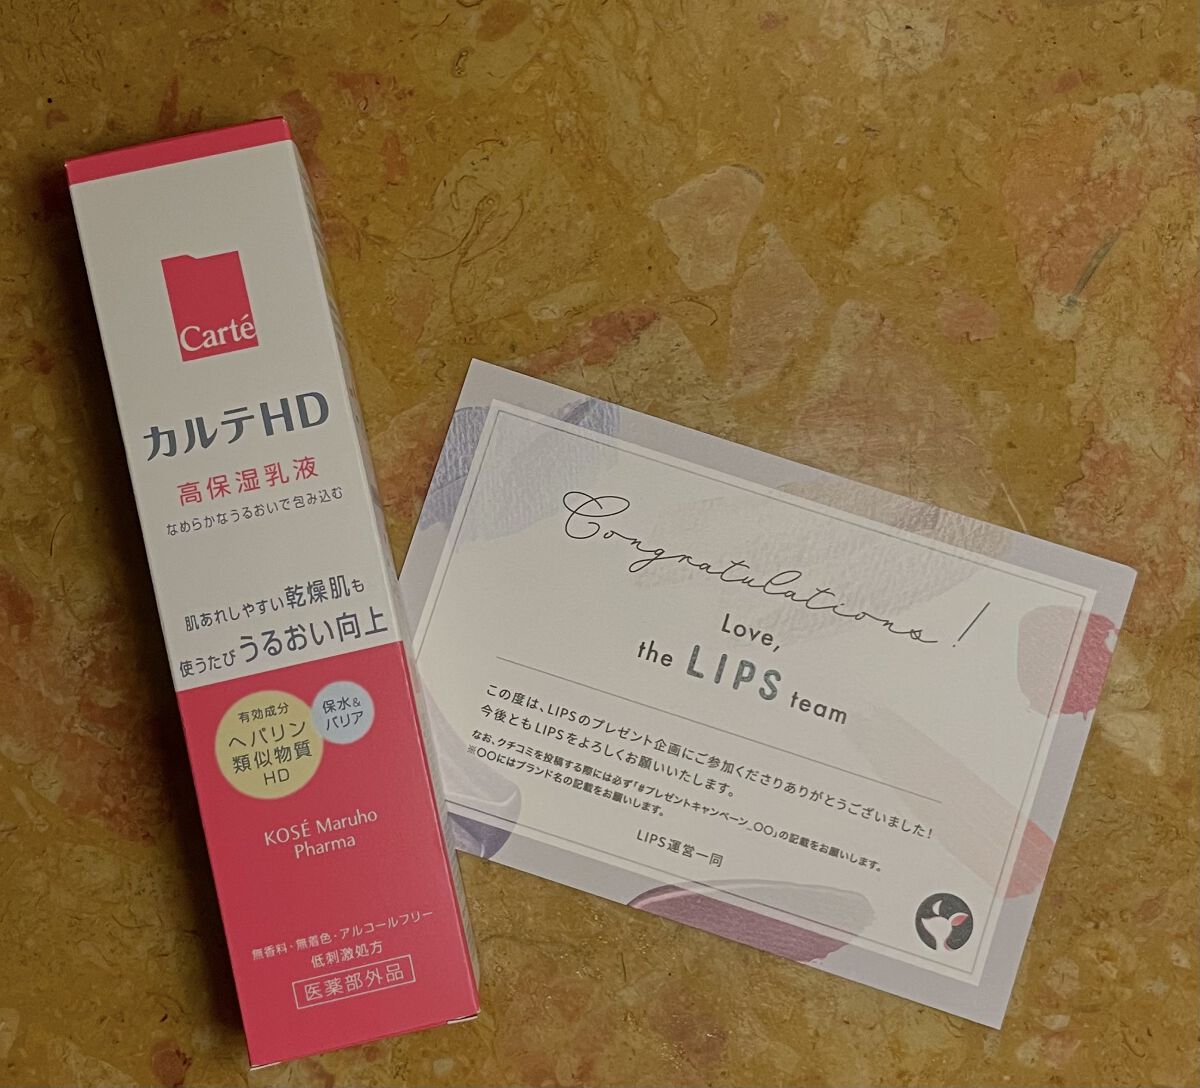 Carté
カルテHD
高保湿乳液
なめらかなうるおいで包み込む
肌あれしやすい乾燥肌も
使うたびうるおい向上
有効成分
ヘパリン
類似物質
HD
保水&
バリア
KOSÉ Maruho
Pharma
無香料・無着色・アルコールフリー
低刺激処方
医薬部外品
Congratulations!
Love,
the LIPS team
この度は、LIPSのプレゼント企画にご参加くださりありがとうございました!
今後ともLIPSをよろしくお願いいたします。
なお、クチコミを投稿する際には必ず「#プレゼントキャンペーン_〇〇」の記載をお願いします。
※〇〇にはブランド名の記載をお願いします。
LIPS運営一同